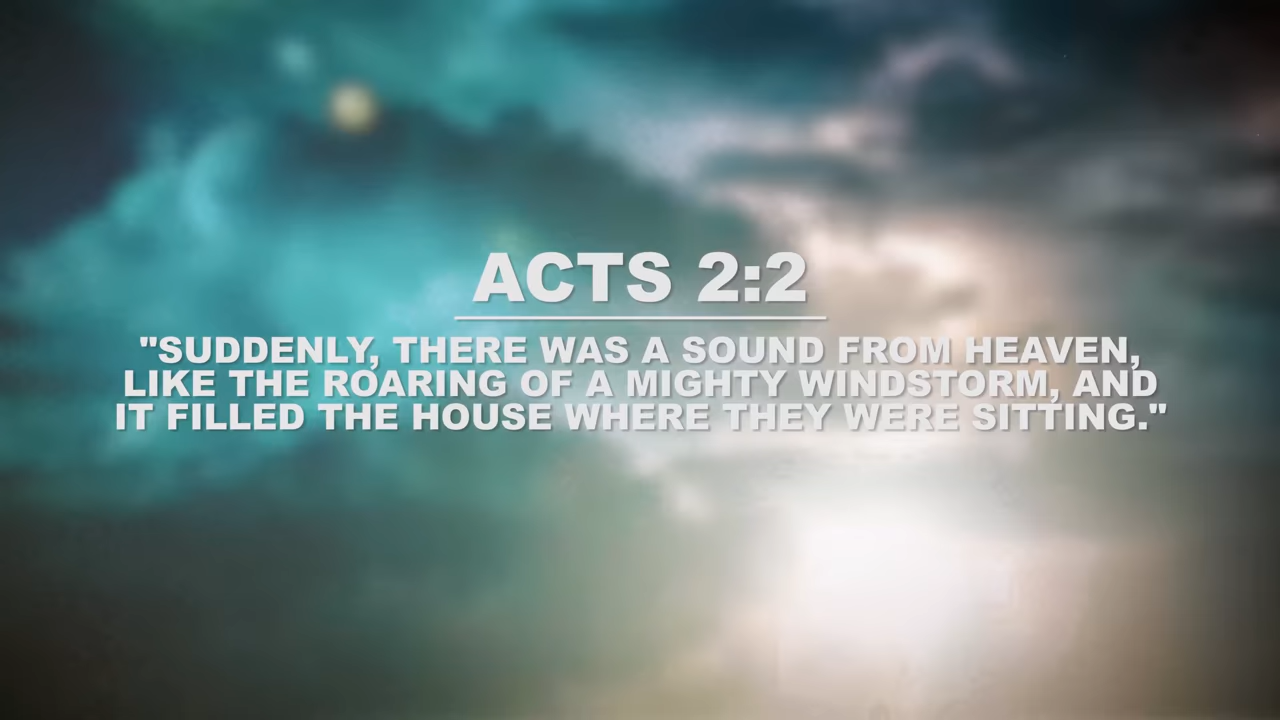 ACTS 2:2
"SUDDENLY, THERE WAS A SOUND FROM HEAVEN,
LIKE THE ROARING OF A MIGHTY WINDSTORM, AND
IT FILLED THE HOUSE WHERE THEY WERE SITTING."